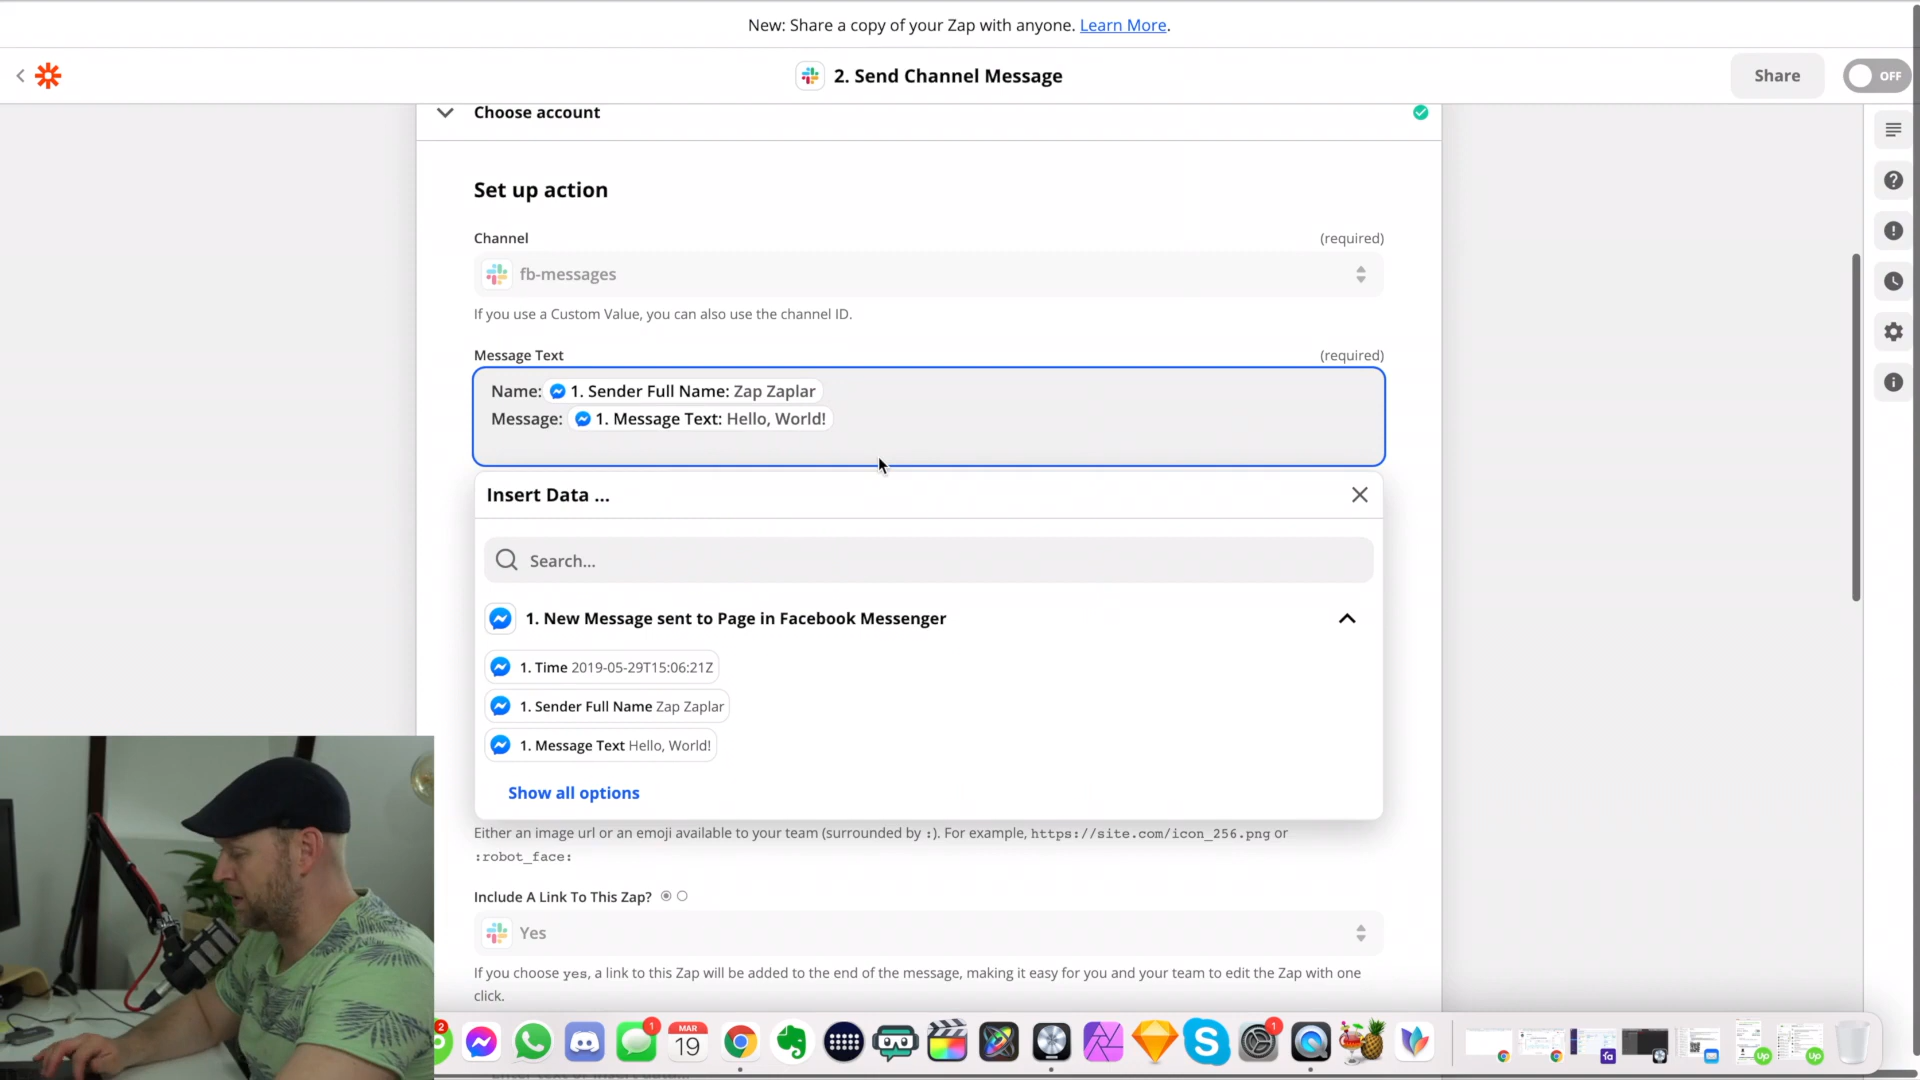 New: Share a copy of your Zap with anyone. Learn More.
2. Send Channel Message
Share
OFF
Choose account
Set up action
Channel
(required)
fb-messages
If you use a Custom Value, you can also use the channel ID.
Message Text
(required)
Name: 1. Sender Full Name: Zap Zaplar
Message: 1. Message Text: Hello, World!
Insert Data ...
Search...
1. New Message sent to Page in Facebook Messenger
1. Time 2019-05-29T15:06:21Z
1. Sender Full Name Zap Zaplar
1. Message Text Hello, World!
Show all options
Either an image url or an emoji available to your team (surrounded by :). For example, https://site.com/icon_256.png or
:robot_face:
Include A Link To This Zap?
Yes
If you choose yes, a link to this Zap will be added to the end of the message, making it easy for you and your team to edit the Zap with one
click.
2
1
MAR
19
1
Up
Up